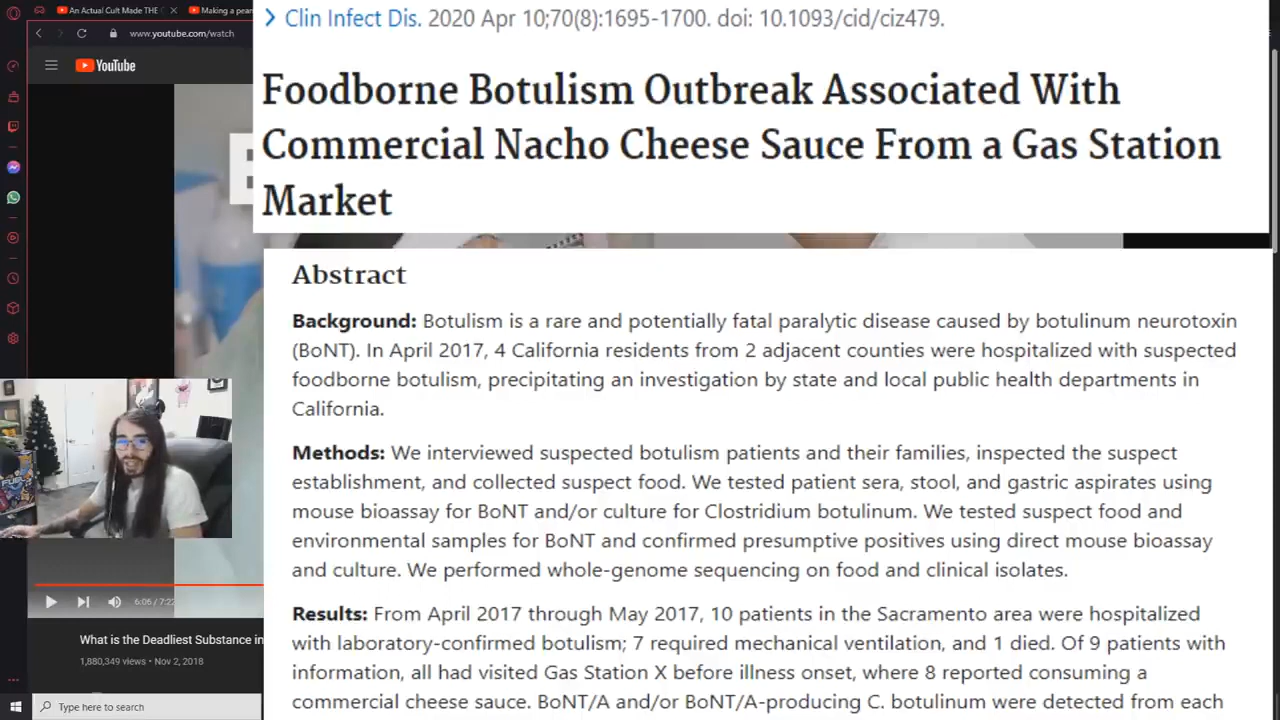 An Actual Cult Made THE
Making a pean
www.youtube.com/watch
YouTube
> Clin Infect Dis. 2020 Apr 10;70(8):1695-1700. doi: 10.1093/cid/ciz479.
Foodborne Botulism Outbreak Associated With
Commercial Nacho Cheese Sauce From a Gas Station
Market
Abstract
Background: Botulism is a rare and potentially fatal paralytic disease caused by botulinum neurotoxin
(BoNT). In April 2017, 4 California residents from 2 adjacent counties were hospitalized with suspected
foodborne botulism, precipitating an investigation by state and local public health departments in
California.
Methods: We interviewed suspected botulism patients and their families, inspected the suspect
establishment, and collected suspect food. We tested patient sera, stool, and gastric aspirates using
mouse bioassay for BoNT and/or culture for Clostridium botulinum. We tested suspect food and
environmental samples for BoNT and confirmed presumptive positives using direct mouse bioassay
and culture. We performed whole-genome sequencing on food and clinical isolates.
Results: From April 2017 through May 2017, 10 patients in the Sacramento area were hospitalized
with laboratory-confirmed botulism; 7 required mechanical ventilation, and 1 died. Of 9 patients with
information, all had visited Gas Station X before illness onset, where 8 reported consuming a
commercial cheese sauce. BoNT/A and/or BoNT/A-producing C. botulinum were detected from each
6:06 / 7:22
What is the Deadliest Substance in
1,880,349 views • Nov 2, 2018
Type here to search